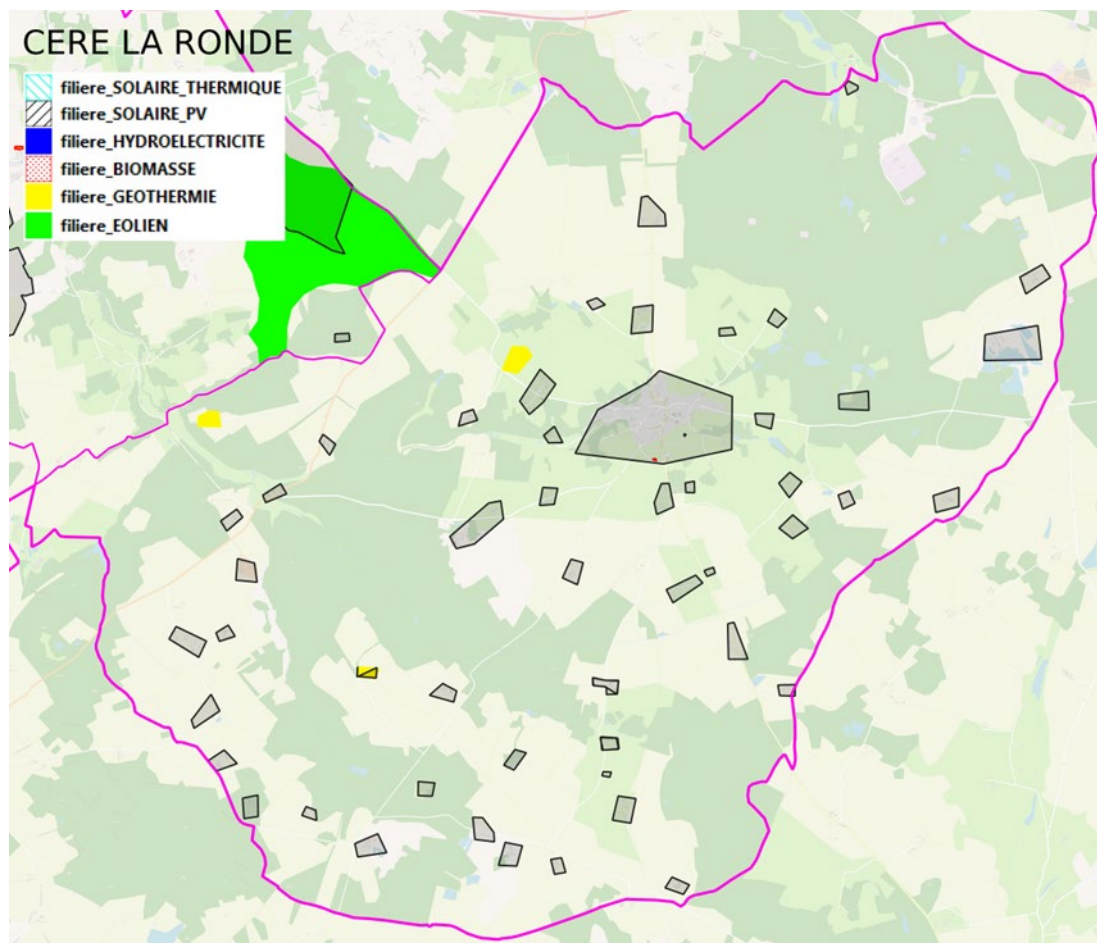 CERE LA RONDE
filiere_SOLAIRE_THERMIQUE
filiere_SOLAIRE_PV
filiere_HYDROELECTRICITE
filiere_BIOMASSE
filiere_GEOTHERMIE
filiere_EOLIEN